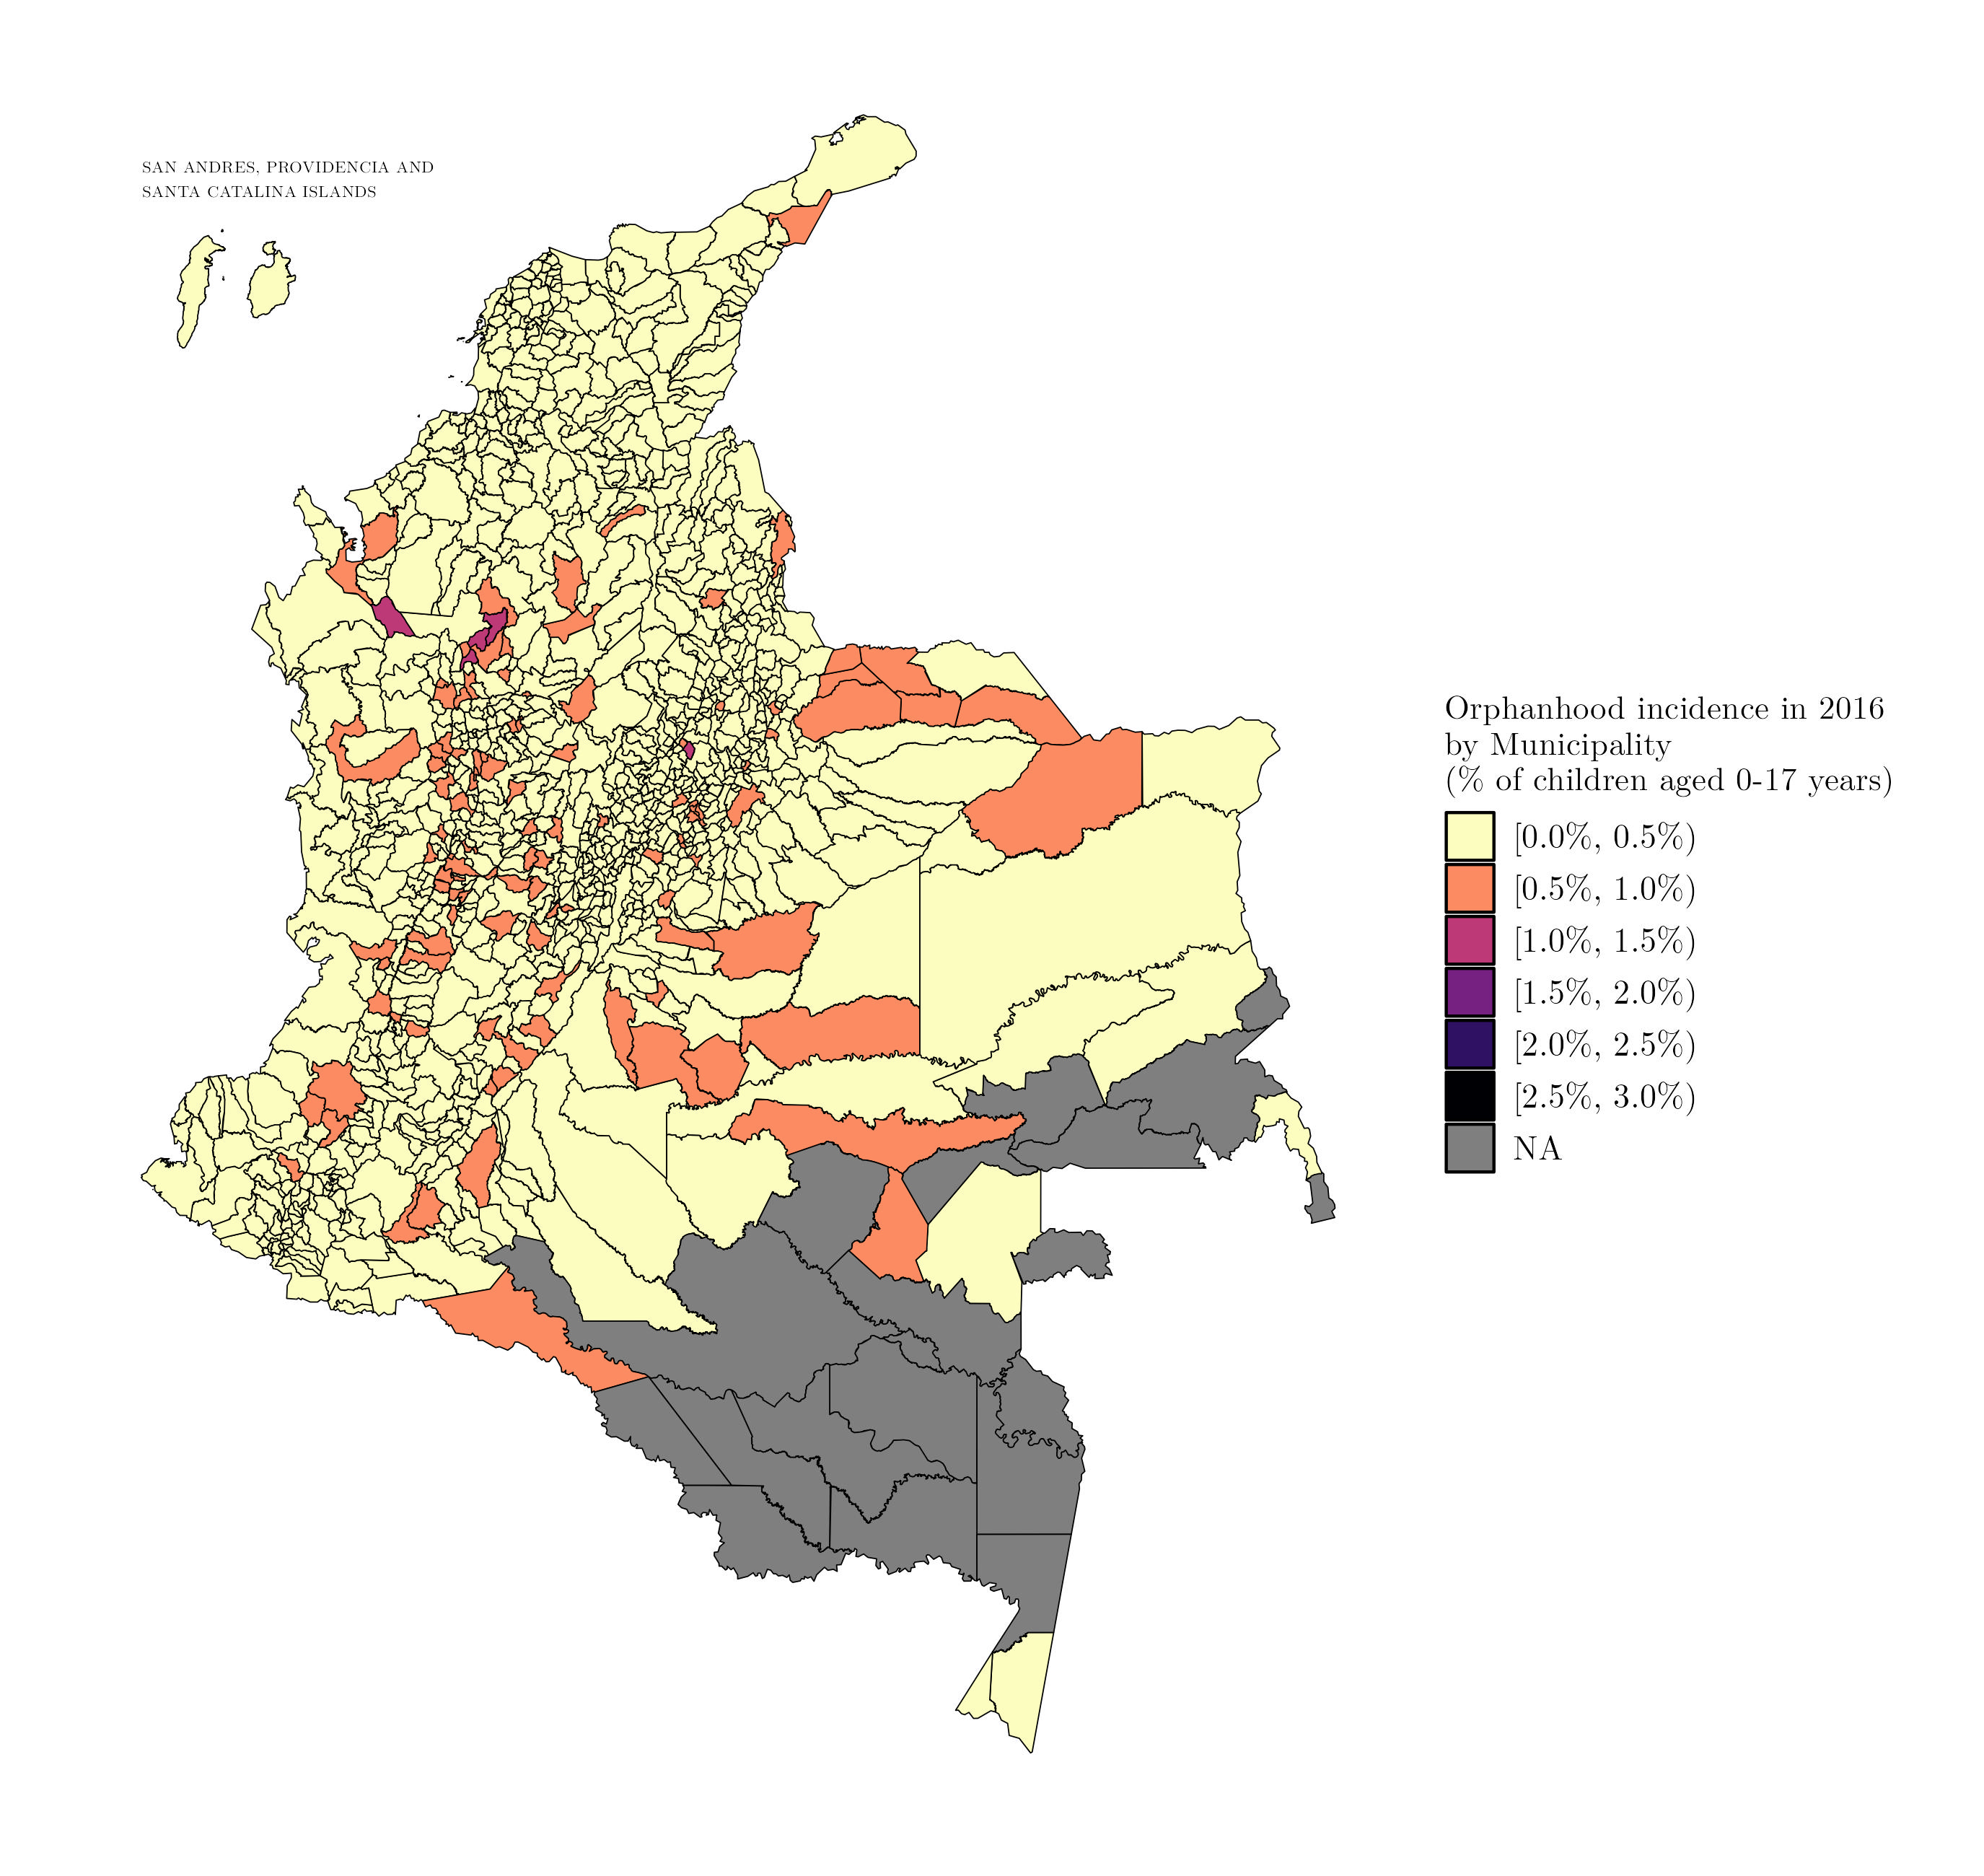 SAN ANDRES, PROVIDENCIA AND
SANTA CATALINA ISLANDS
Orphanhood incidence in 2016
by Municipality
(% of children aged 0-17 years)
[0.0%, 0.5%)
[0.5%, 1.0%)
[1.0%, 1.5%)
[1.5%, 2.0%)
[2.0%, 2.5%)
[2.5%, 3.0%)
NA